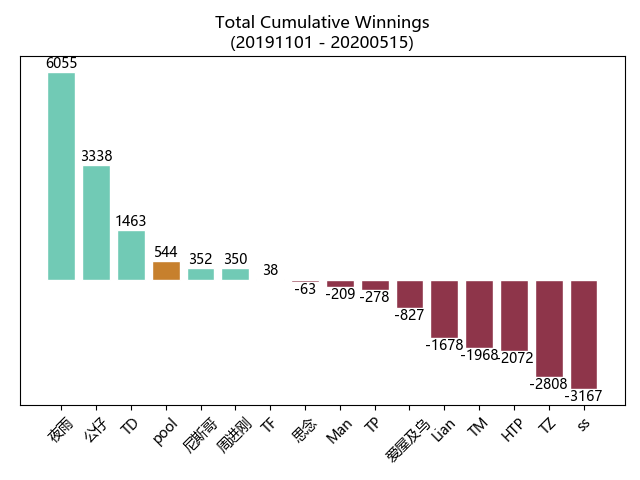 Total Cumulative Winnings
(20191101 - 20200515)
6055
3338
1463
544
352
350
38
-63
-209
-278
-827
-1678
-1968
-2072
-2808
-3167
夜雨
公仔
TD
pool
尼斯哥
周进刚
TF
思念
Man
TP
爱屋及乌
Lian
TM
HTP
TZ
ss